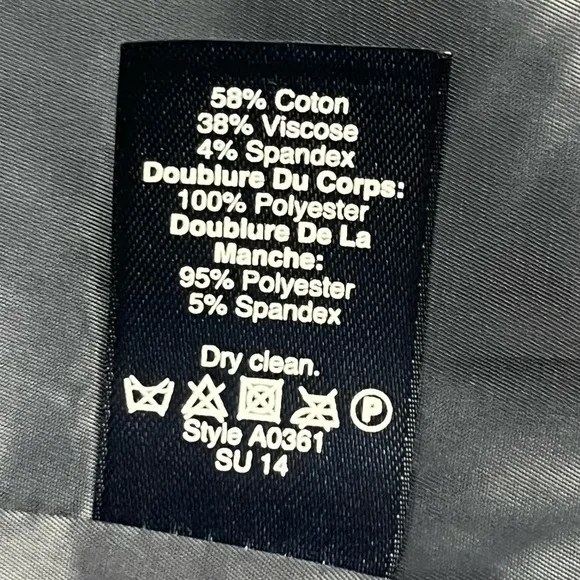 58% Coton
38% Viscose
4% Spandex
Doublure Du Corps:
100% Polyester
Doublure De La
Manche:
95% Polyester
5% Spandex
Dry clean.
P
Style A0361
SU 14